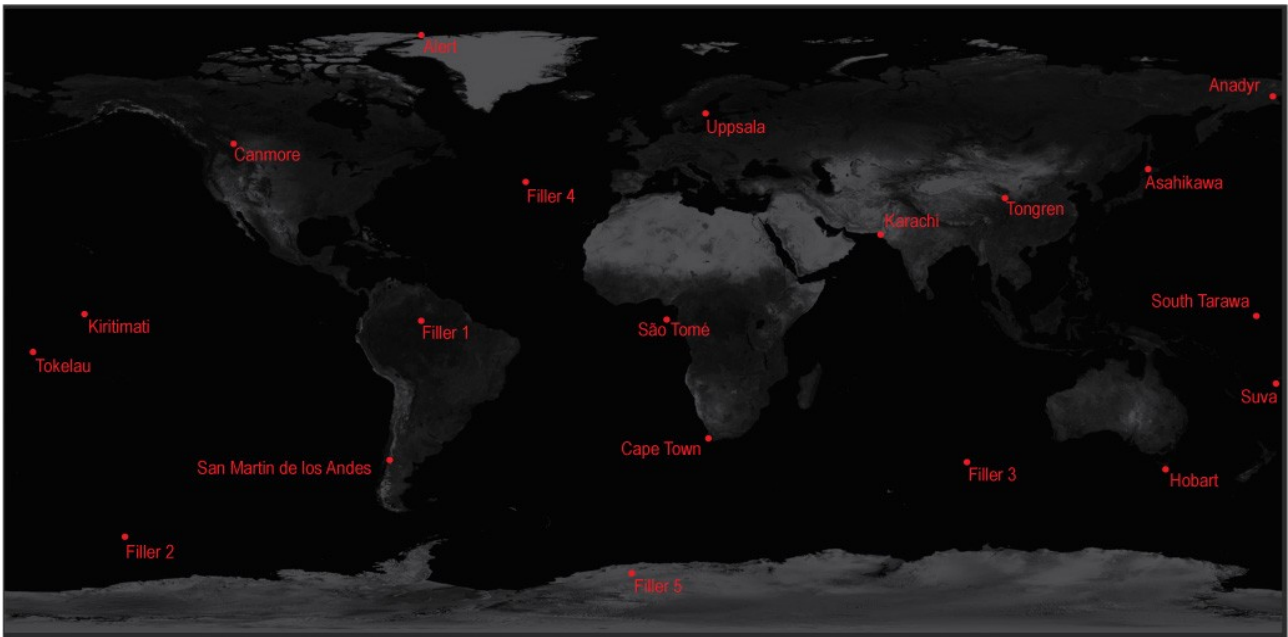 Alert
Anadyr
Uppsala
Canmore
Asahikawa
Filler 4
Tongren
Karachi
South Tarawa
Kiritimati
Filler 1
São Tomé
Tokelau
Suva
Cape Town
San Martin de los Andes
Filler 3
Hobart
Filler 2
Filler 5